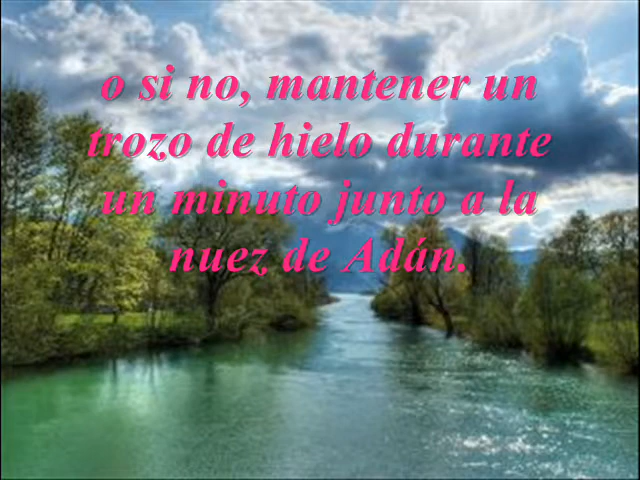 o si no, mantener un
trozo de hielo durante
un minuto junto a la
nuez de Adán.